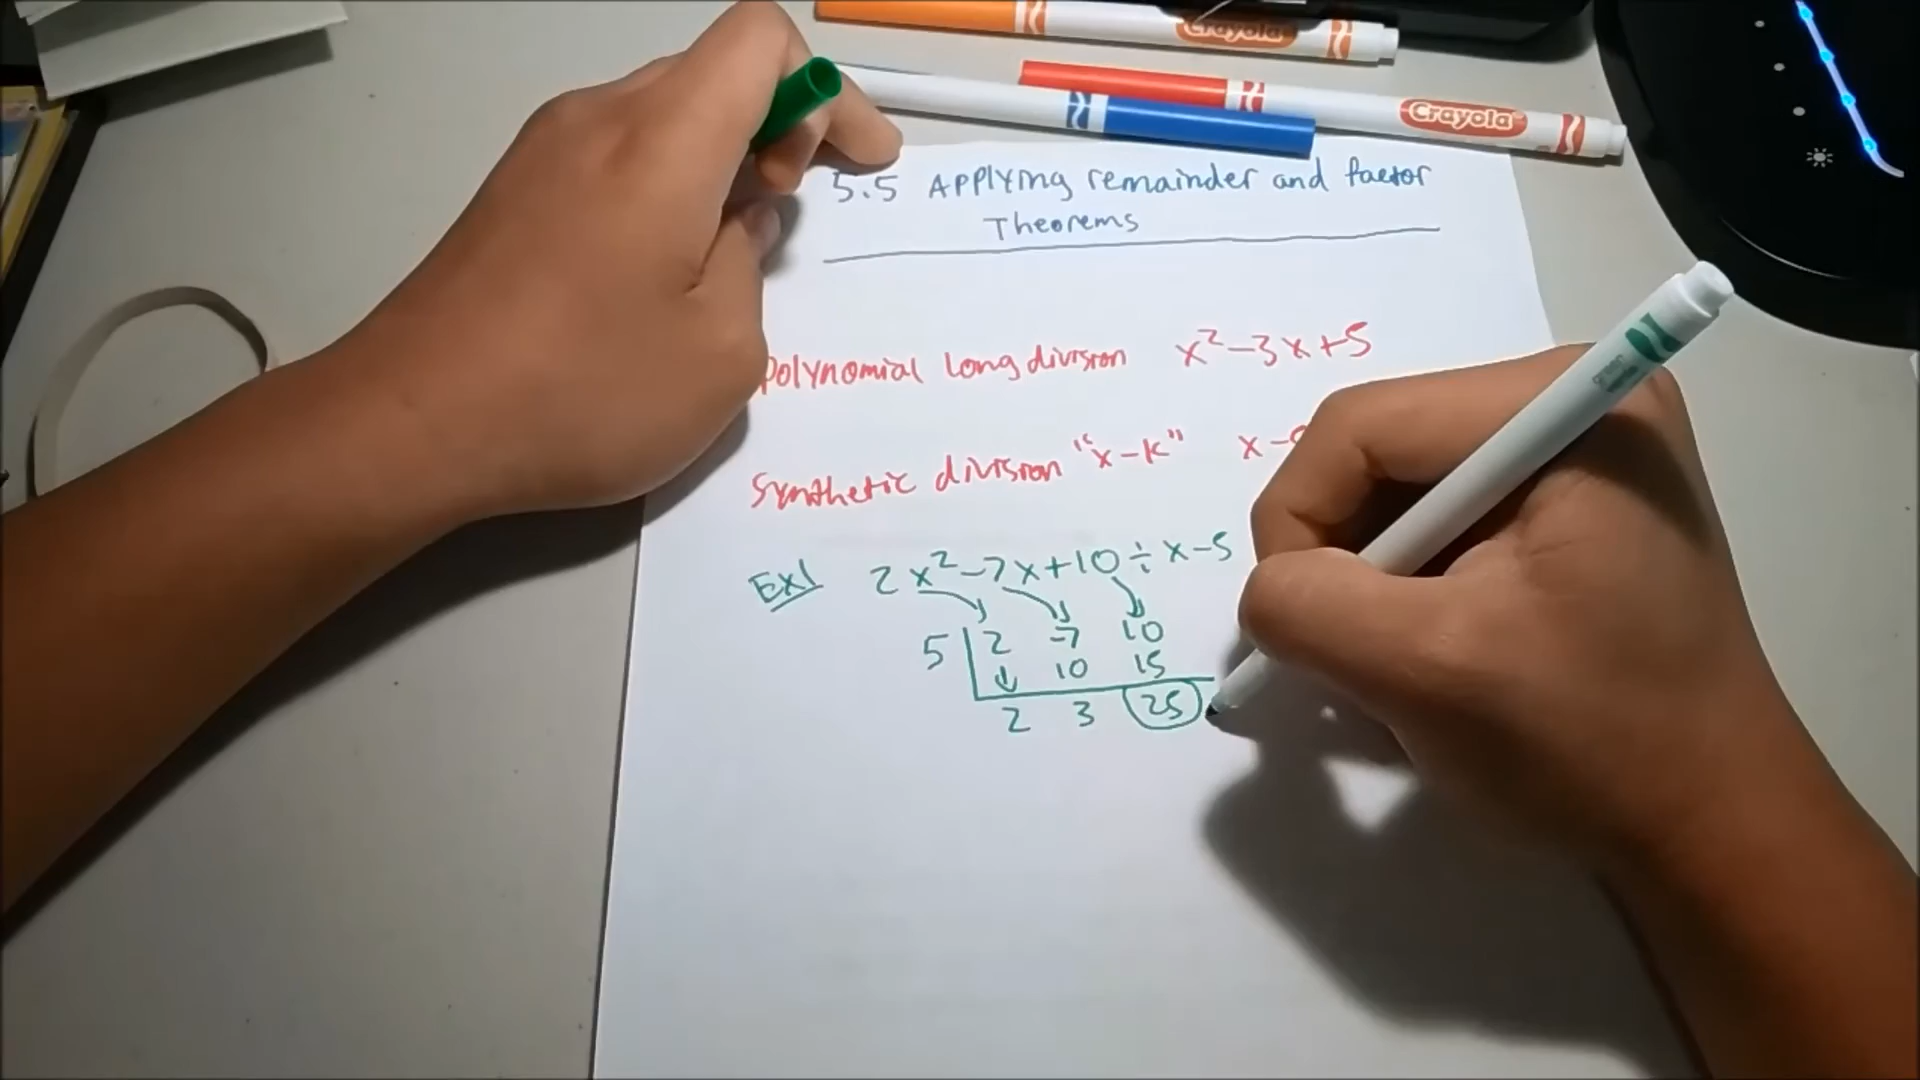 Crayola
Crayola
5.5 Applying remainder and factor
Theorems
Polynomial long division x²-3x+5
Synthetic division "x-k" x-
Ex1 2x²-7x+10÷x-5
5 2 -7 10
10 15
2 3 25